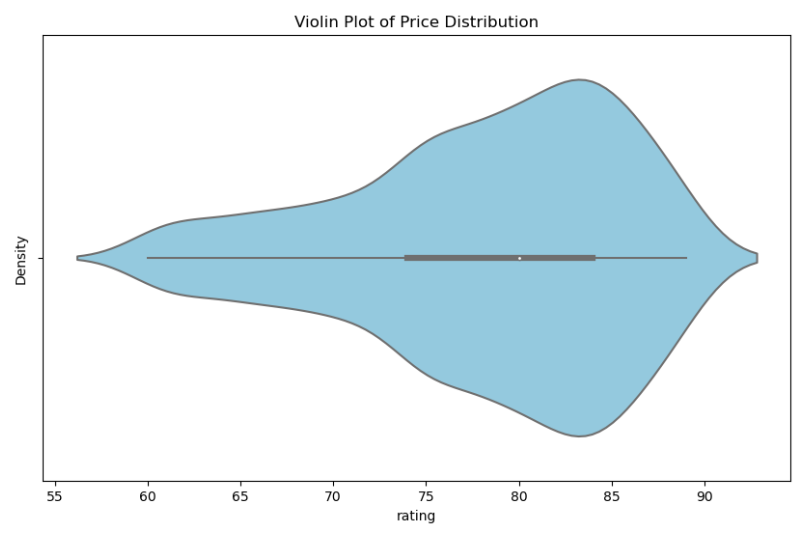 Violin Plot of Price Distribution
Density
55 60 65 70 75 80 85 90
rating